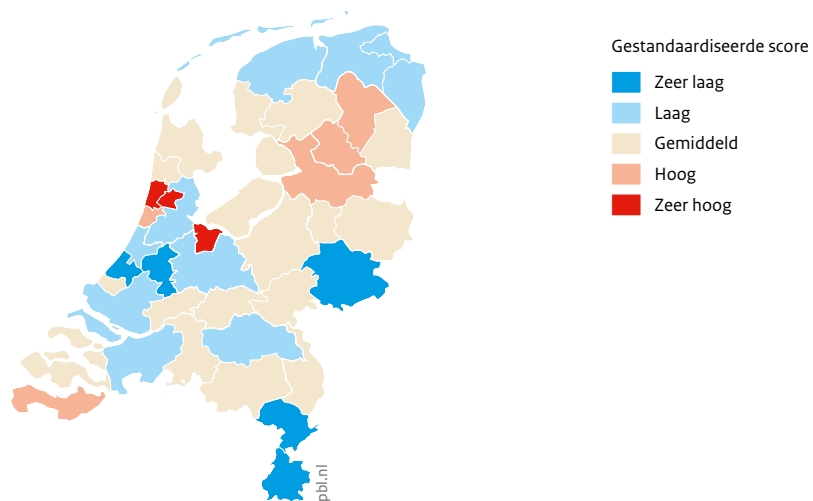 Gestandaardiseerde score
Zeer laag
Laag
Gemiddeld
Hoog
Zeer hoog
pbl.nl